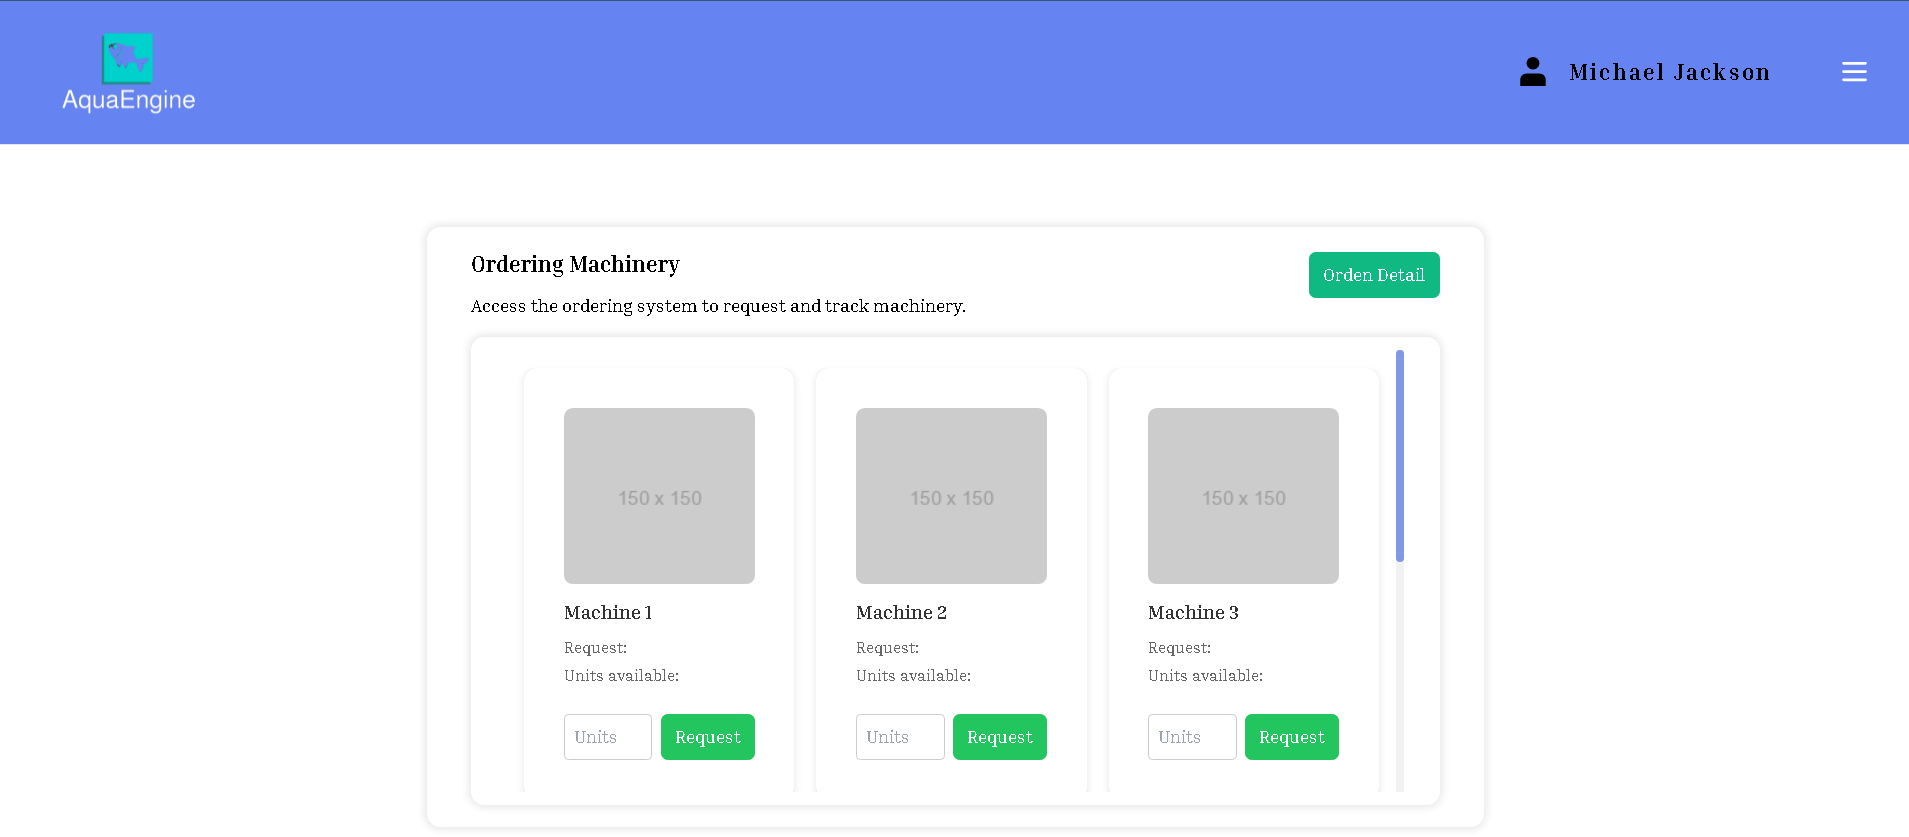 AquaEngine
Michael Jackson
Ordering Machinery
Orden Detail
Access the ordering system to request and track machinery.
150 x 150
150 x 150
150 x 150
Machine 1
Machine 2
Machine 3
Request:
Request:
Request:
Units available:
Units available:
Units available:
Units
Request
Units
Request
Units
Request